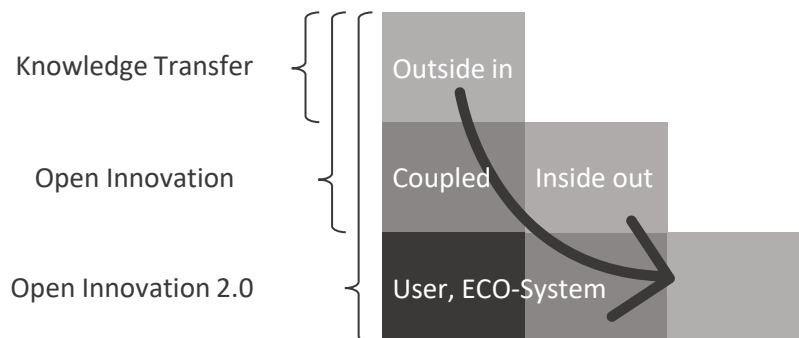 Knowledge Transfer
Outside in
Open Innovation
Coupled
Inside out
Open Innovation 2.0
User, ECO-System